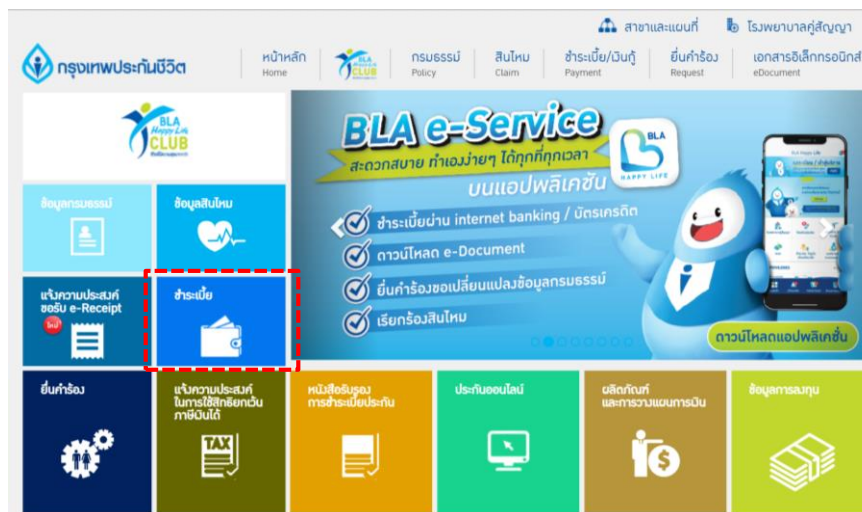 สาขาและแผนที่
โรงพยาบาลคู่สัญญา
กรุงเทพประกันชีวิต
หน้าหลัก
Home
BLA
Happy Life
CLUB
กรมธรรม์
Policy
สินไหม
Claim
ชำระเบี้ย/เงินกู้
Payment
ยื่นคำร้อง
Request
เอกสารอิเล็กทรอนิกส์
eDocument
BLA
Happy Life
CLUB
BLA e-Service
สะดวกสบาย ทำเองง่ายๆ ได้ทุกที่ทุกเวลา
บนแอปพลิเคชัน
BLA
HAPPY LIFE
ชำระเบี้ยผ่าน internet banking / บัตรเครดิต
ดาวน์โหลด e-Document
ยื่นคำร้องขอเปลี่ยนแปลงข้อมูลกรมธรรม์
เรียกร้องสินไหม
ดาวน์โหลดแอปพลิเคชั่น
ข้อมูลกรมธรรม์
ข้อมูลสินไหม
แจ้งความประสงค์
ขอรับ e-Receipt
ใหม่
ชำระเบี้ย
ยื่นคำร้อง
แจ้งความประสงค์
ในการใช้สิทธิยกเว้น
ภาษีเงินได้
TAX
หนังสือรับรอง
การชำระเบี้ยประกัน
ประกันออนไลน์
ผลิตภัณฑ์
และการวางแผนการเงิน
ข้อมูลการลงทุน